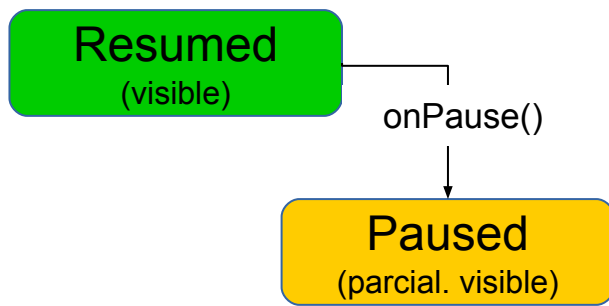 Resumed
(visible)
onPause()
Paused
(parcial. visible)